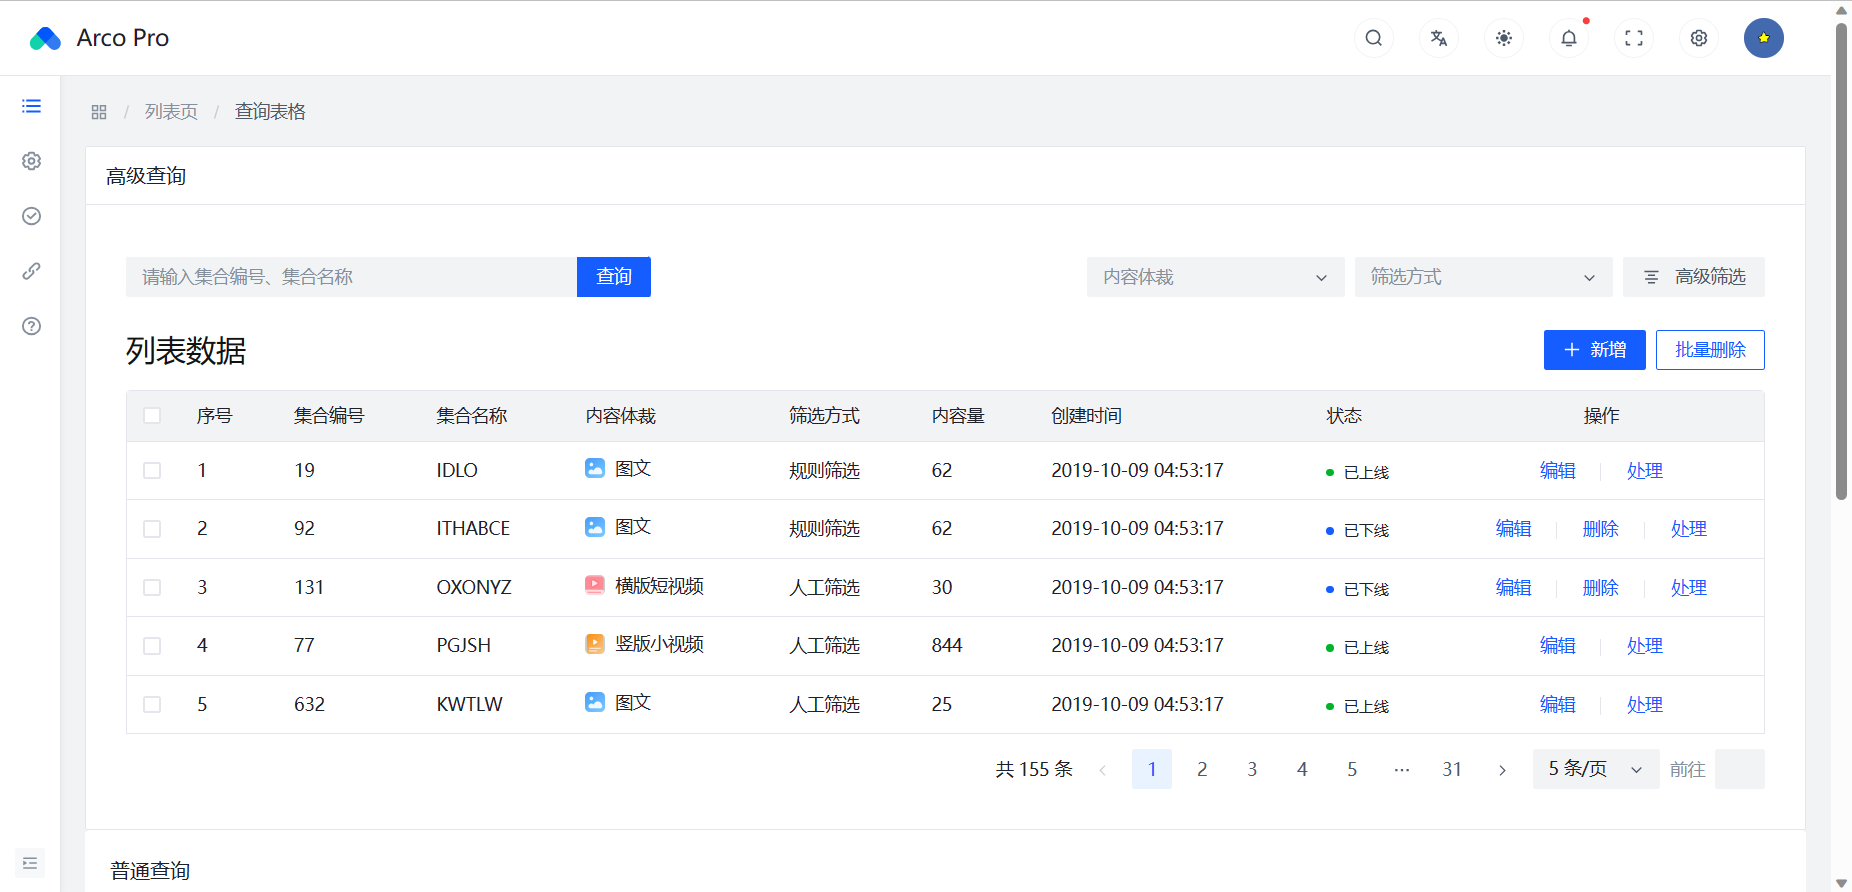 Arco Pro
/ 列表页 / 查询表格
高级查询
请输入集合编号、集合名称 查询 内容体裁 筛选方式 高级筛选
列表数据 + 新增 批量删除
序号 集合编号 集合名称 内容体裁 筛选方式 内容量 创建时间 状态 操作
1 19 IDLO 图文 规则筛选 62 2019-10-09 04:53:17 已上线 编辑 处理
2 92 ITHABCE 图文 规则筛选 62 2019-10-09 04:53:17 已下线 编辑 删除 处理
3 131 OXONYZ 横版短视频 人工筛选 30 2019-10-09 04:53:17 已下线 编辑 删除 处理
4 77 PGJSH 竖版小视频 人工筛选 844 2019-10-09 04:53:17 已上线 编辑 处理
5 632 KWTLW 图文 人工筛选 25 2019-10-09 04:53:17 已上线 编辑 处理
共 155 条 < 1 2 3 4 5 ··· 31 > 5 条/页 前往
普通查询